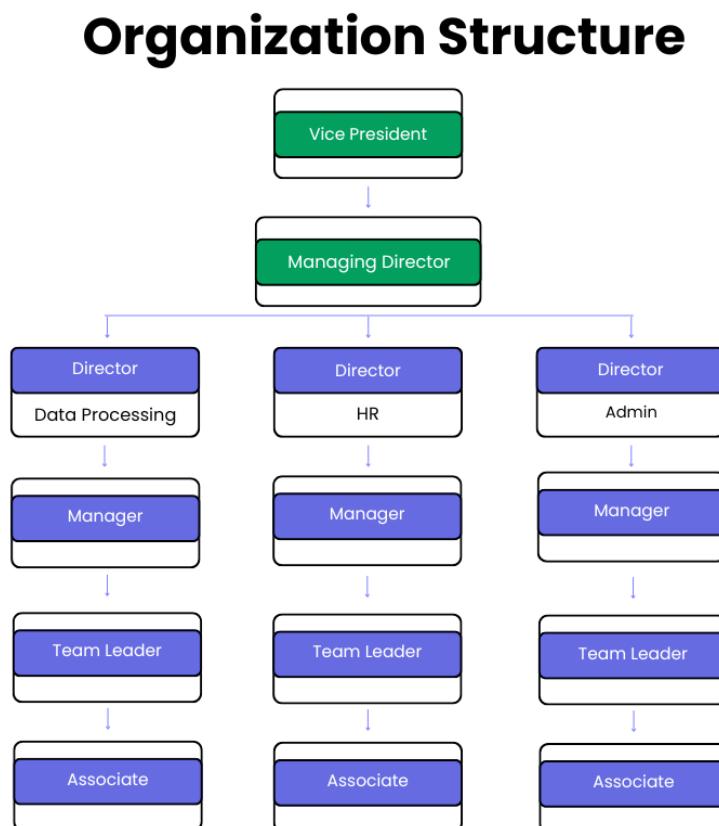 Organization Structure
Vice President
Managing Director
Director
Data Processing
Director
HR
Director
Admin
Manager
Manager
Manager
Team Leader
Team Leader
Team Leader
Associate
Associate
Associate